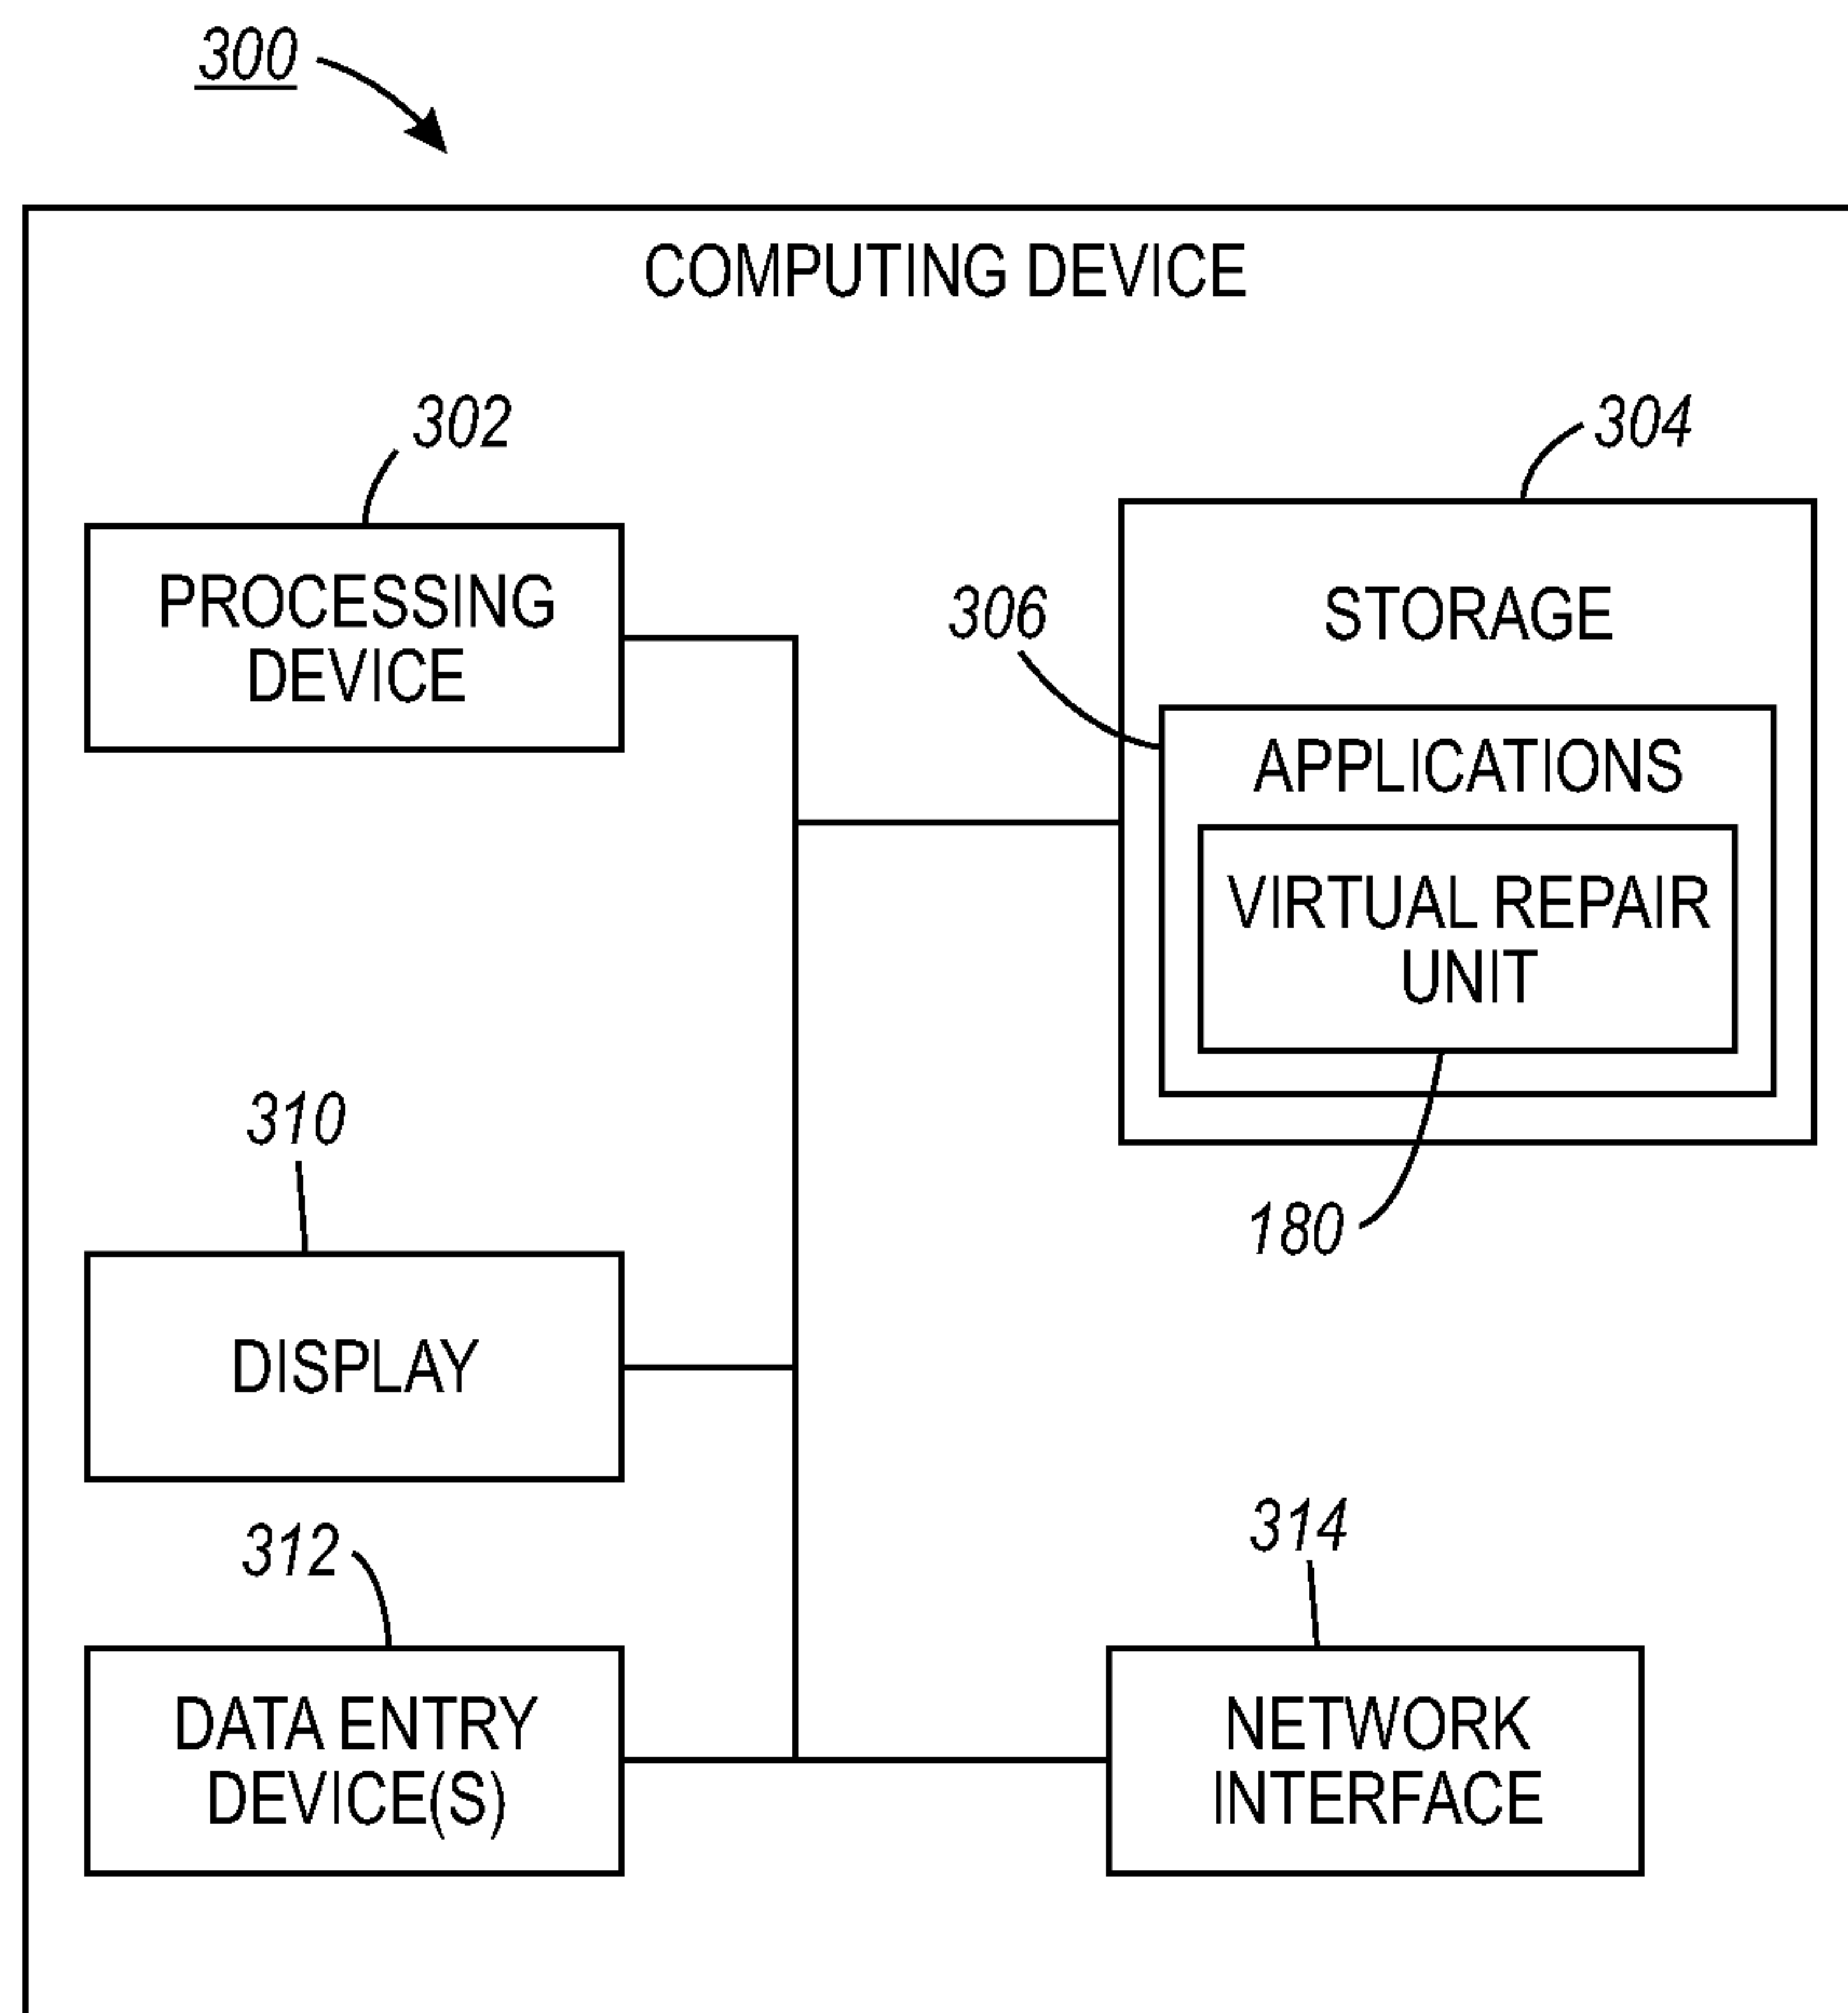 300
COMPUTING DEVICE
302
304
PROCESSING
DEVICE
306
STORAGE
APPLICATIONS
VIRTUAL REPAIR
UNIT
310
180
DISPLAY
312
314
DATA ENTRY
DEVICE(S)
NETWORK
INTERFACE